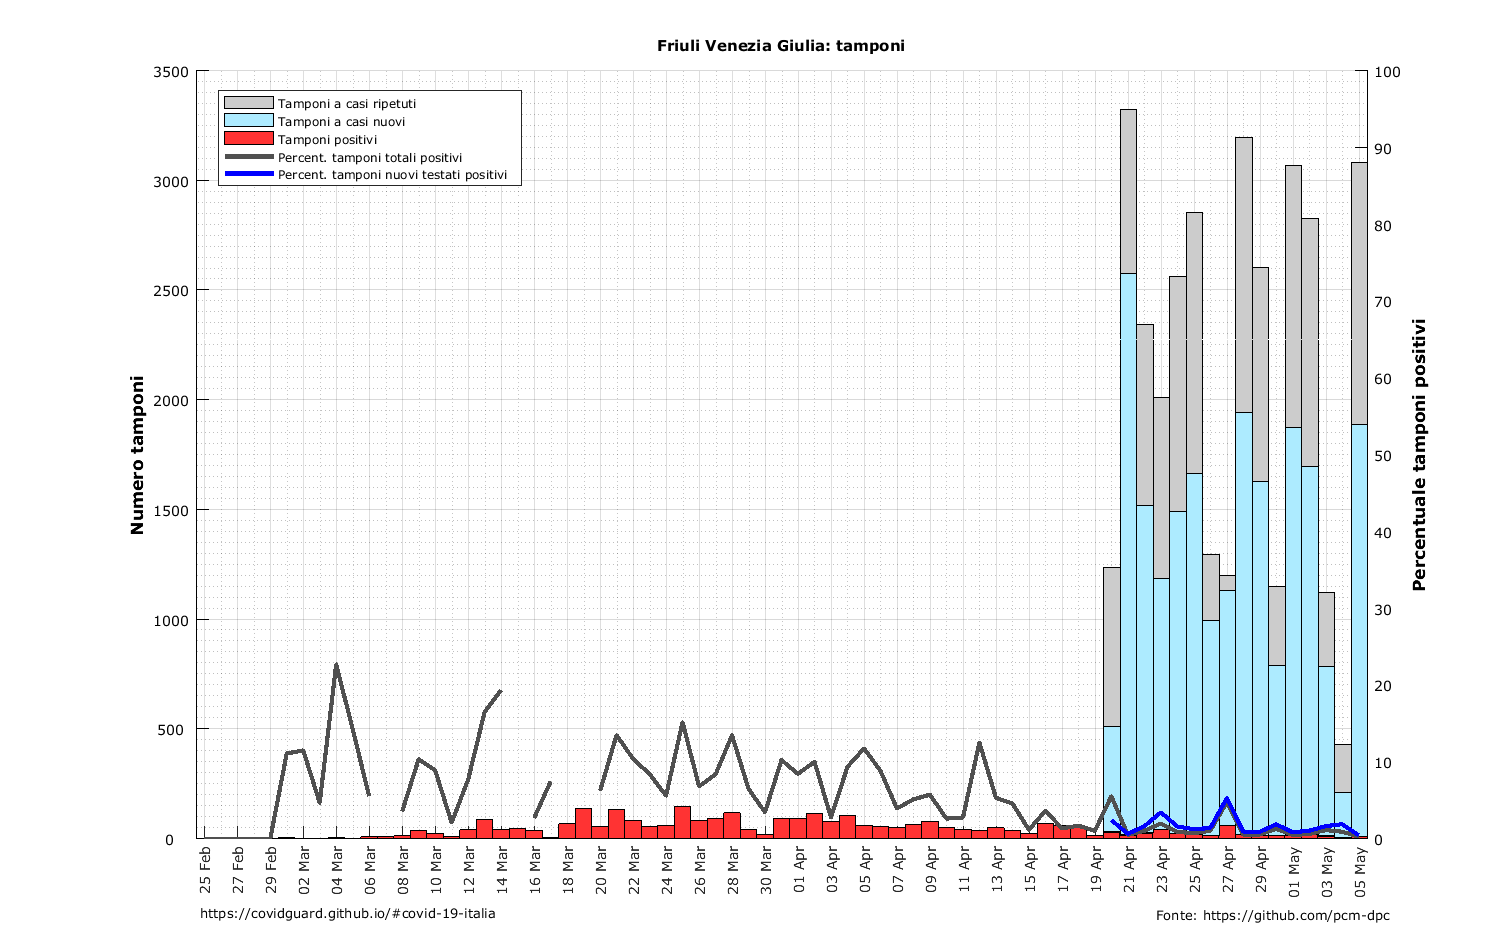 Friuli Venezia Giulia: tamponi
Tamponi a casi ripetuti
Tamponi a casi nuovi
Tamponi positivi
Percent. tamponi totali positivi
Percent. tamponi nuovi testati positivi
Numero tamponi
3500
3000
2500
2000
1500
1000
500
0
Percentuale tamponi positivi
100
90
80
70
60
50
40
30
20
10
0
25 Feb
27 Feb
29 Feb
02 Mar
04 Mar
06 Mar
08 Mar
10 Mar
12 Mar
14 Mar
16 Mar
18 Mar
20 Mar
22 Mar
24 Mar
26 Mar
28 Mar
30 Mar
01 Apr
03 Apr
05 Apr
07 Apr
09 Apr
11 Apr
13 Apr
15 Apr
17 Apr
19 Apr
21 Apr
23 Apr
25 Apr
27 Apr
29 Apr
01 May
03 May
05 May
https://covidguard.github.io/#covid-19-italia
Fonte: https://github.com/pcm-dpc